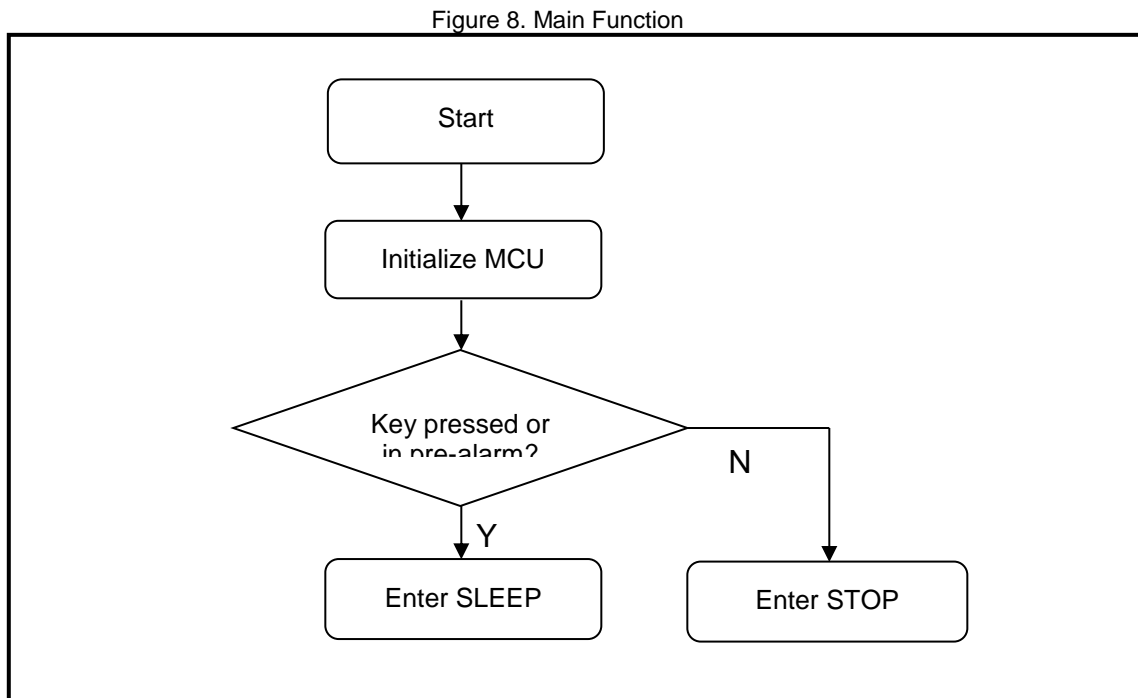 Figure 8. Main Function
Start
Initialize MCU
Key pressed or
in pre-alarm?
N
Y
Enter SLEEP
Enter STOP